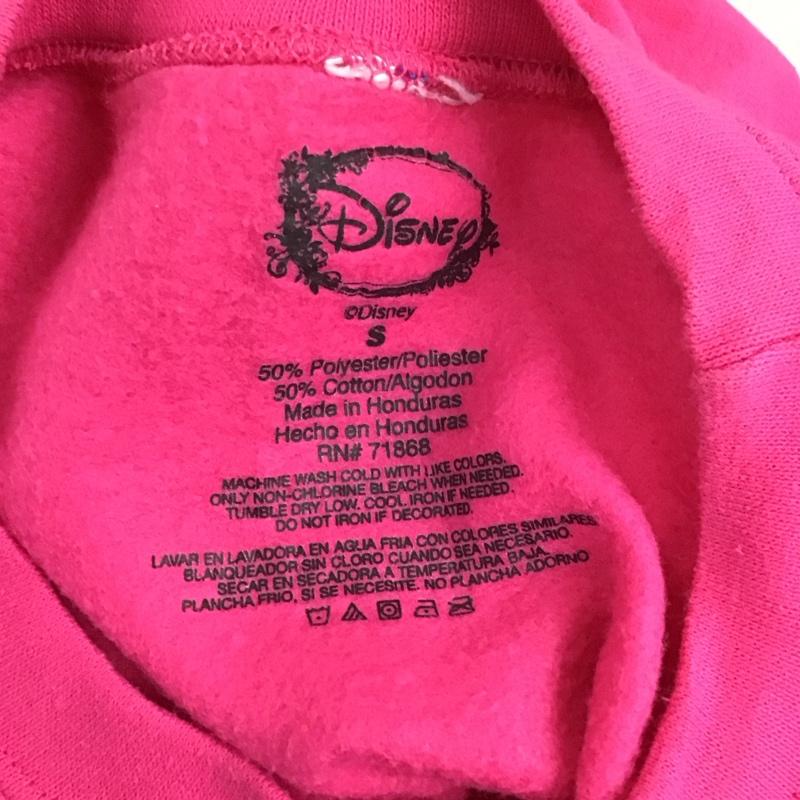 Disney
©Disney
S
50% Polyester/Poliester
50% Cotton/Algodon
Made in Honduras
Hecho en Honduras
RN# 71868
MACHINE WASH COLD WITH LIKE COLORS.
ONLY NON-CHLORINE BLEACH WHEN NEEDED.
TUMBLE DRY LOW. COOL IRON IF NEEDED.
DO NOT IRON IF DECORATED.
LAVAR EN LAVADORA EN AGUA FRIA CON COLORES SIMILARES
BLANQUEADOR SIN CLORO CUANDO SEA NECESARIO.
SECAR EN SECADORA A TEMPERATURA BAJA.
PLANCHA FRIO, SI SE NECESITE. NO PLANCHA ADORNO